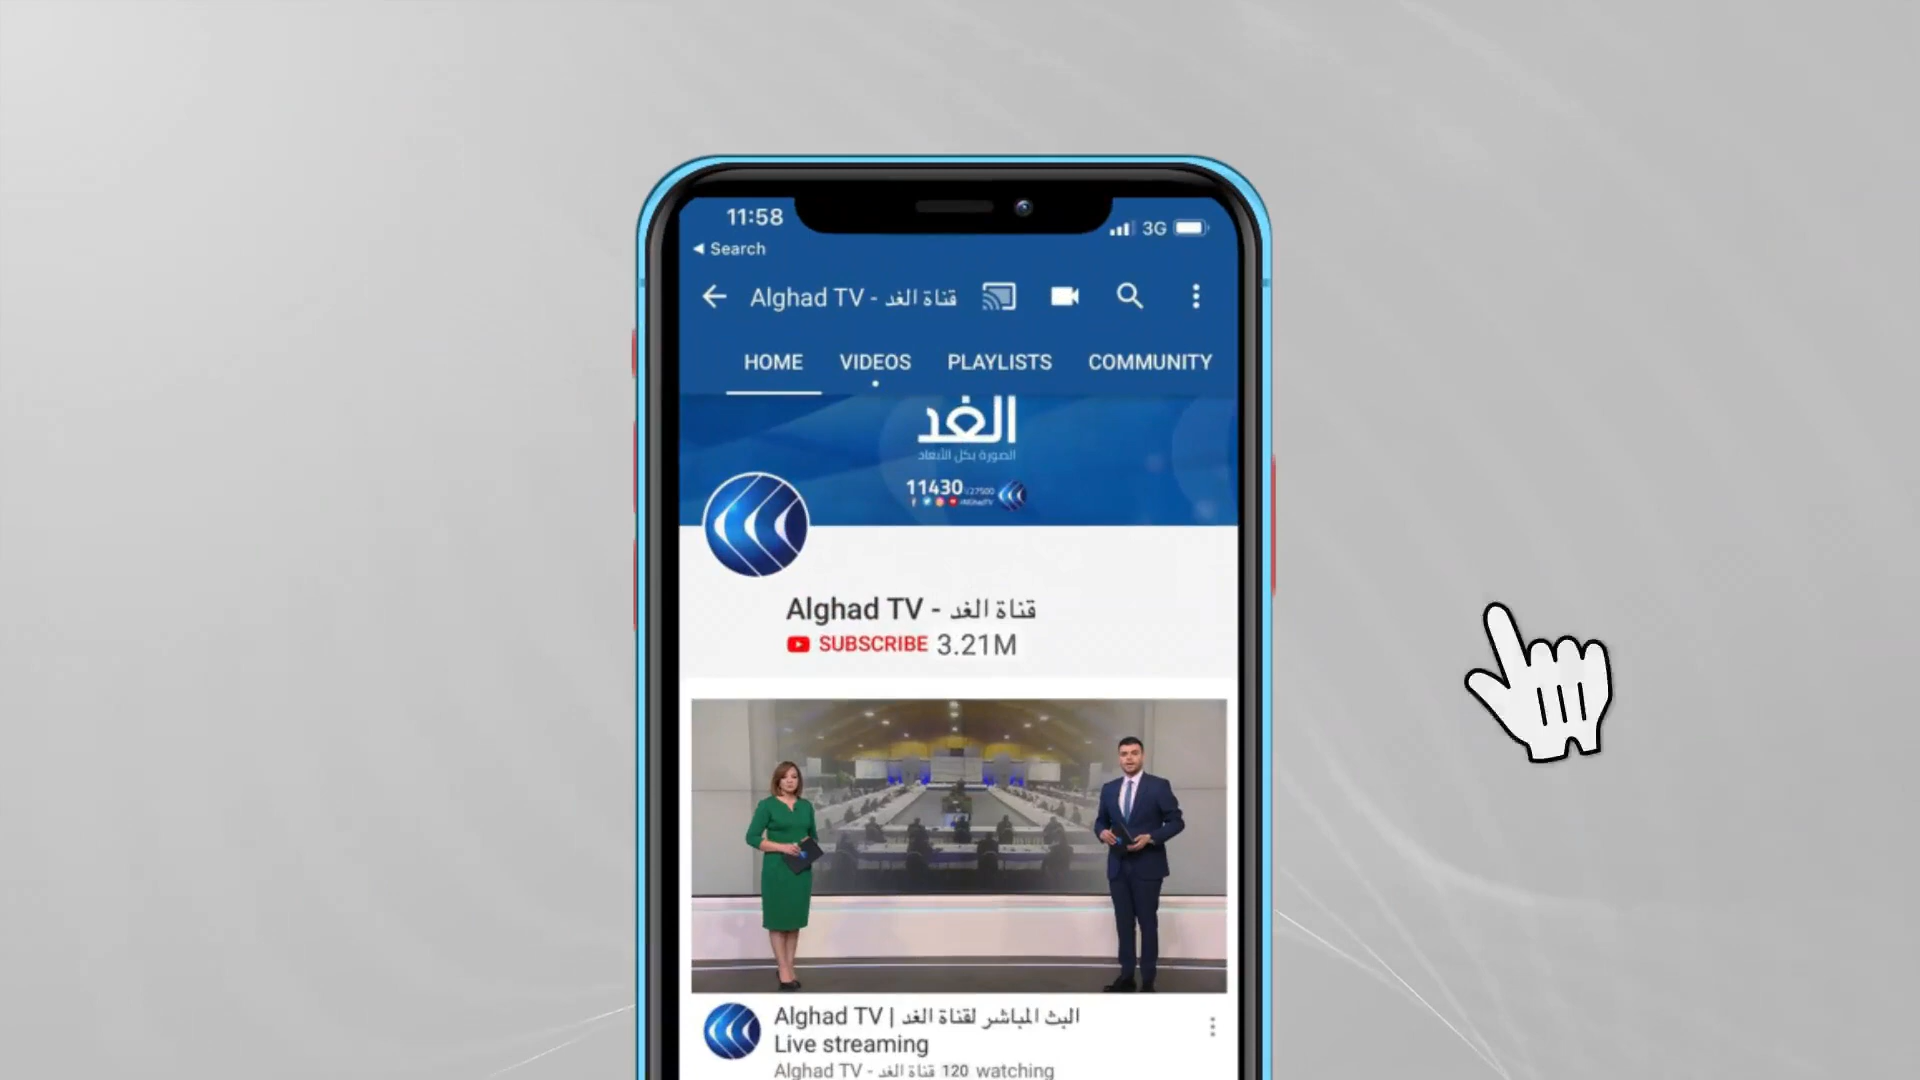 11:58
3G
◀ Search
Alghad TV - قناة الغد
HOME VIDEOS PLAYLISTS COMMUNITY
الغد
الصورة بكل الأبعاد
11430
27500
Alghad TV - قناة الغد
SUBSCRIBE 3.21M
Alghad TV | البث المباشر لقناة الغد
Live streaming
Alghad TV - قناة الغد 120 watching